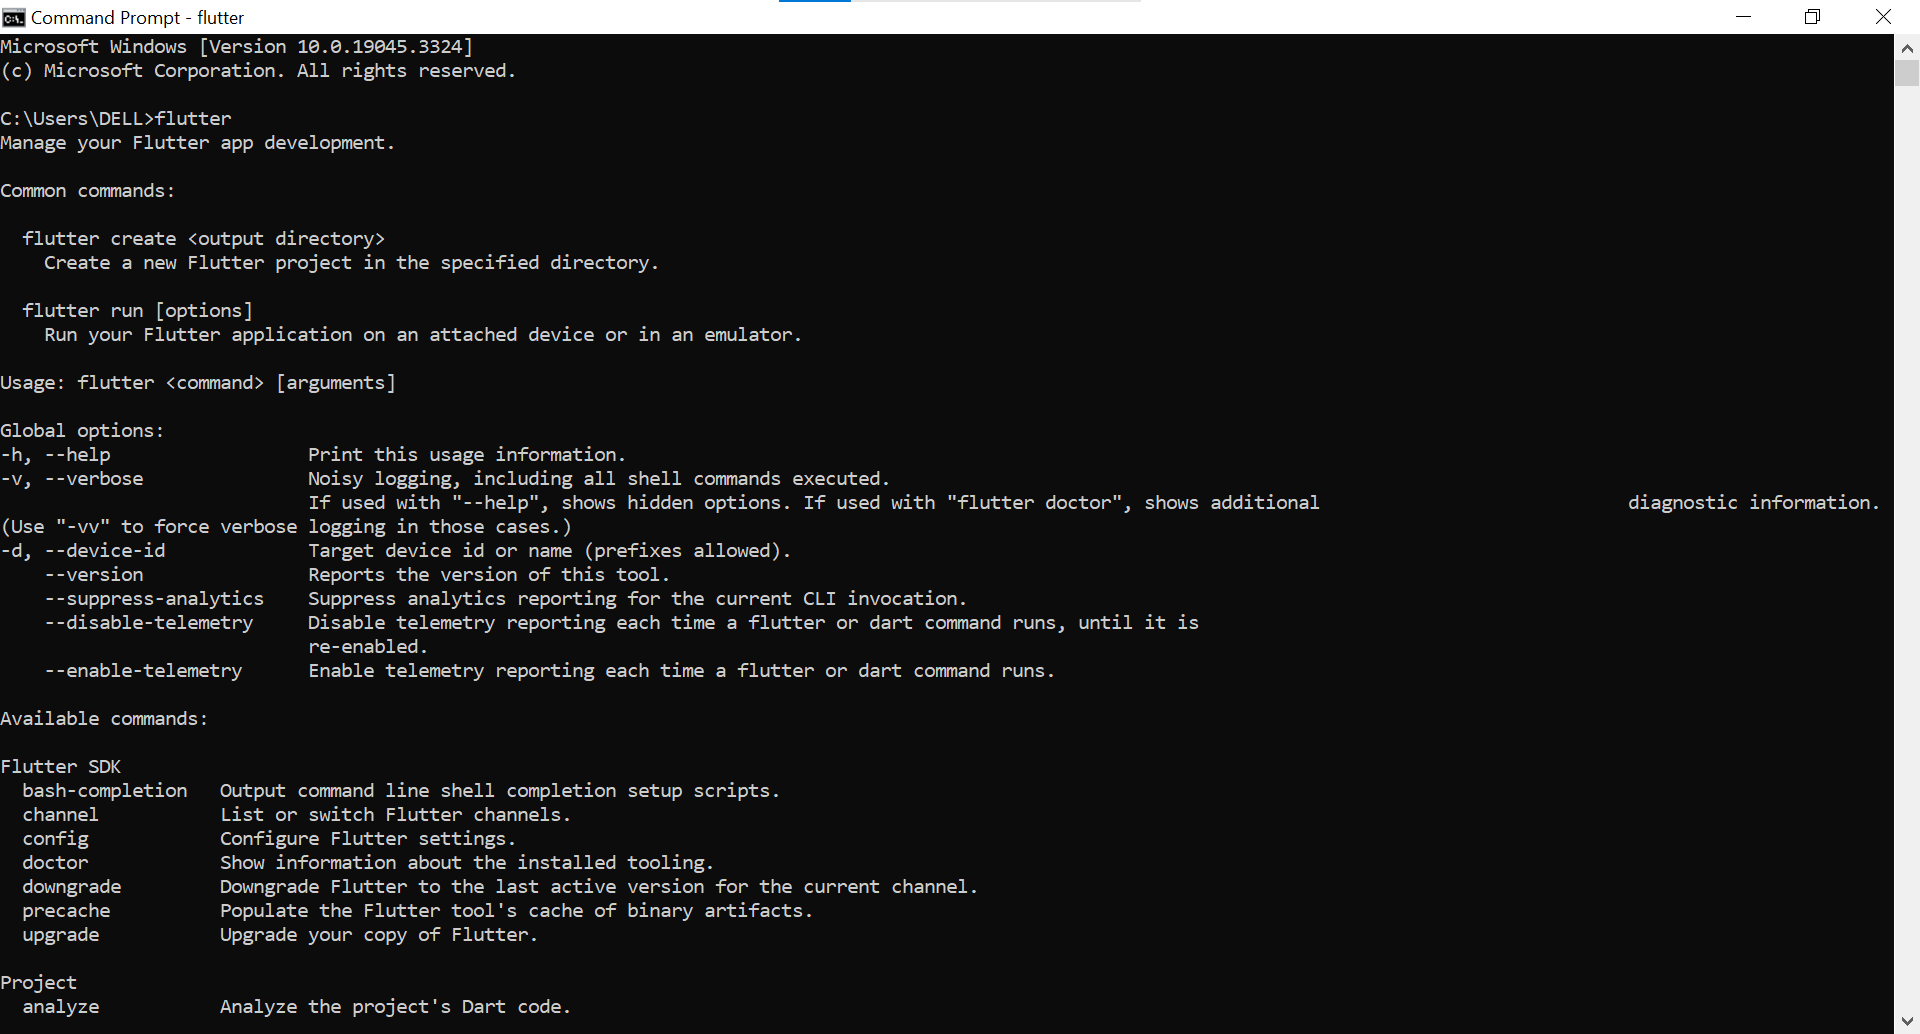 Command Prompt - flutter
Microsoft Windows [Version 10.0.19045.3324]
(c) Microsoft Corporation. All rights reserved.

C:\Users\DELL>flutter
Manage your Flutter app development.

Common commands:

  flutter create <output directory>
    Create a new Flutter project in the specified directory.

  flutter run [options]
    Run your Flutter application on an attached device or in an emulator.

Usage: flutter <command> [arguments]

Global options:
-h, --help                  Print this usage information.
-v, --verbose               Noisy logging, including all shell commands executed.
                            If used with "--help", shows hidden options. If used with "flutter doctor", shows additional                            diagnostic information.
(Use "-vv" to force verbose logging in those cases.)
-d, --device-id             Target device id or name (prefixes allowed).
    --version               Reports the version of this tool.
    --suppress-analytics    Suppress analytics reporting for the current CLI invocation.
    --disable-telemetry     Disable telemetry reporting each time a flutter or dart command runs, until it is
                            re-enabled.
    --enable-telemetry      Enable telemetry reporting each time a flutter or dart command runs.

Available commands:

Flutter SDK
  bash-completion   Output command line shell completion setup scripts.
  channel           List or switch Flutter channels.
  config            Configure Flutter settings.
  doctor            Show information about the installed tooling.
  downgrade         Downgrade Flutter to the last active version for the current channel.
  precache          Populate the Flutter tool's cache of binary artifacts.
  upgrade           Upgrade your copy of Flutter.

Project
  analyze           Analyze the project's Dart code.